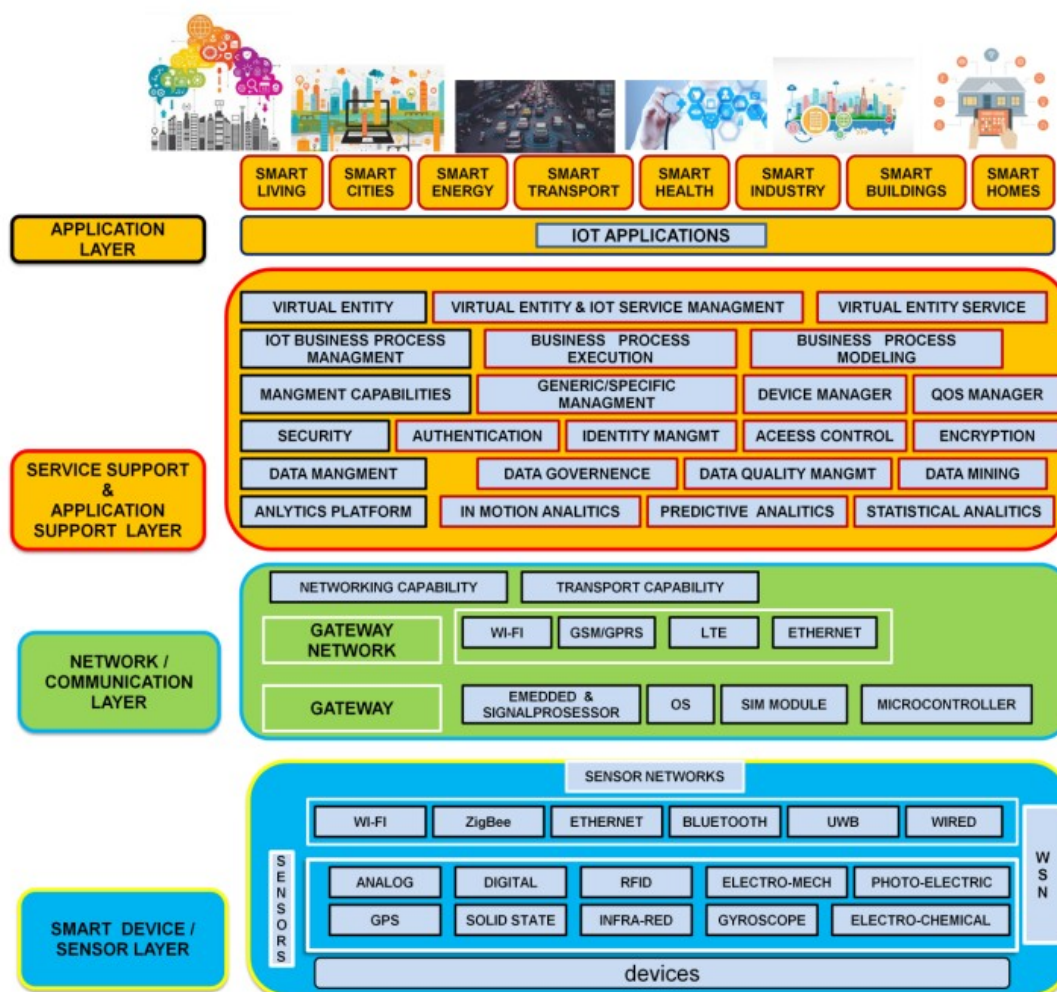 SMART LIVING
SMART CITIES
SMART ENERGY
SMART TRANSPORT
SMART HEALTH
SMART INDUSTRY
SMART BUILDINGS
SMART HOMES
APPLICATION
LAYER
IOT APPLICATIONS
VIRTUAL ENTITY
VIRTUAL ENTITY & IOT SERVICE MANAGMENT
VIRTUAL ENTITY SERVICE
IOT BUSINESS PROCESS
MANAGMENT
BUSINESS PROCESS
EXECUTION
BUSINESS PROCESS
MODELING
MANGMENT CAPABILITIES
GENERIC/SPECIFIC
MANAGMENT
DEVICE MANAGER
QOS MANAGER
SECURITY
AUTHENTICATION
IDENTITY MANGMT
ACEESS CONTROL
ENCRYPTION
SERVICE SUPPORT
&
APPLICATION
SUPPORT LAYER
DATA MANGMENT
DATA GOVERNENCE
DATA QUALITY MANGMT
DATA MINING
ANLYTICS PLATFORM
IN MOTION ANALITICS
PREDICTIVE ANALITICS
STATISTICAL ANALITICS
NETWORKING CAPABILITY
TRANSPORT CAPABILITY
GATEWAY
NETWORK
WI-FI
GSM/GPRS
LTE
ETHERNET
NETWORK /
COMMUNICATION
LAYER
GATEWAY
EMEDDED &
SIGNALPROSESSOR
OS
SIM MODULE
MICROCONTROLLER
SENSOR NETWORKS
WI-FI
ZigBee
ETHERNET
BLUETOOTH
UWB
WIRED
SENSORS
WSN
ANALOG
DIGITAL
RFID
ELECTRO-MECH
PHOTO-ELECTRIC
GPS
SOLID STATE
INFRA-RED
GYROSCOPE
ELECTRO-CHEMICAL
SMART DEVICE /
SENSOR LAYER
devices